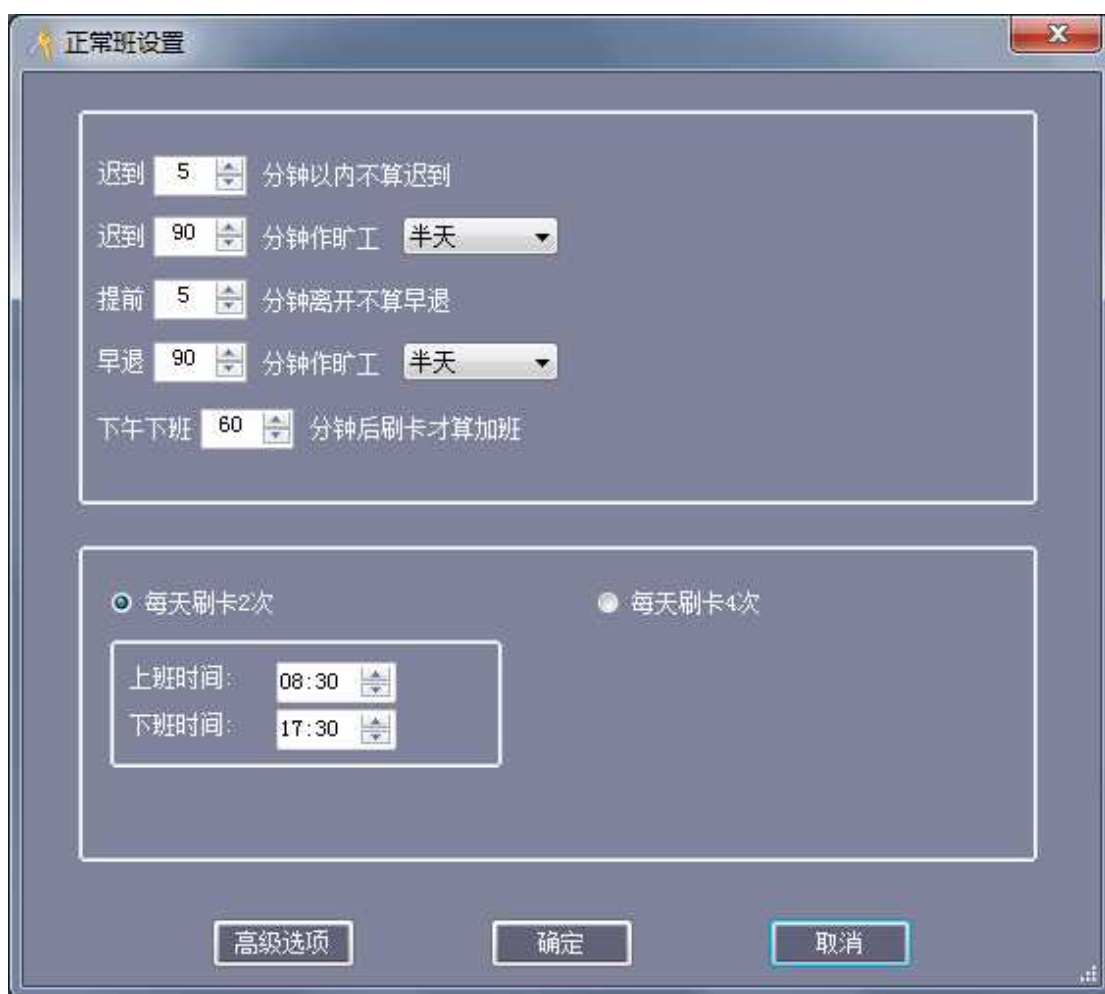 正常班设置
迟到 5 分钟以内不算迟到
迟到 90 分钟作旷工 半天
提前 5 分钟离开不算早退
早退 90 分钟作旷工 半天
下午下班 60 分钟后刷卡才算加班
每天刷卡2次 每天刷卡4次
上班时间: 08:30
下班时间: 17:30
高级选项 确定 取消